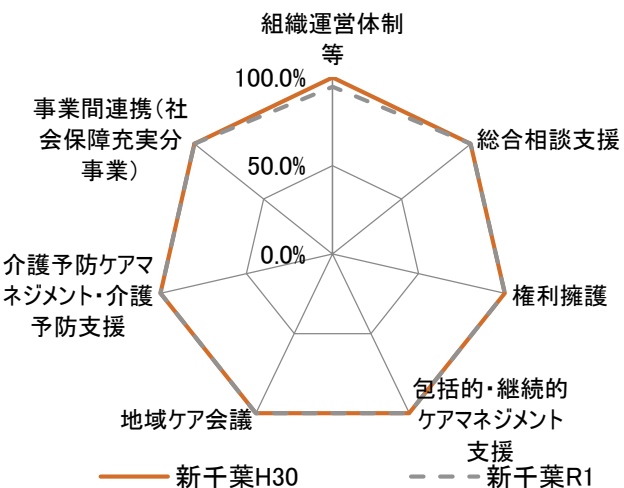 組織運営体制
等
100.0%
事業間連携(社
会保障充実分
事業)
総合相談支援
50.0%
0.0%
介護予防ケアマ
ネジメント・介護
予防支援
権利擁護
包括的・継続的
ケアマネジメント
支援
地域ケア会議
新千葉H30
新千葉R1